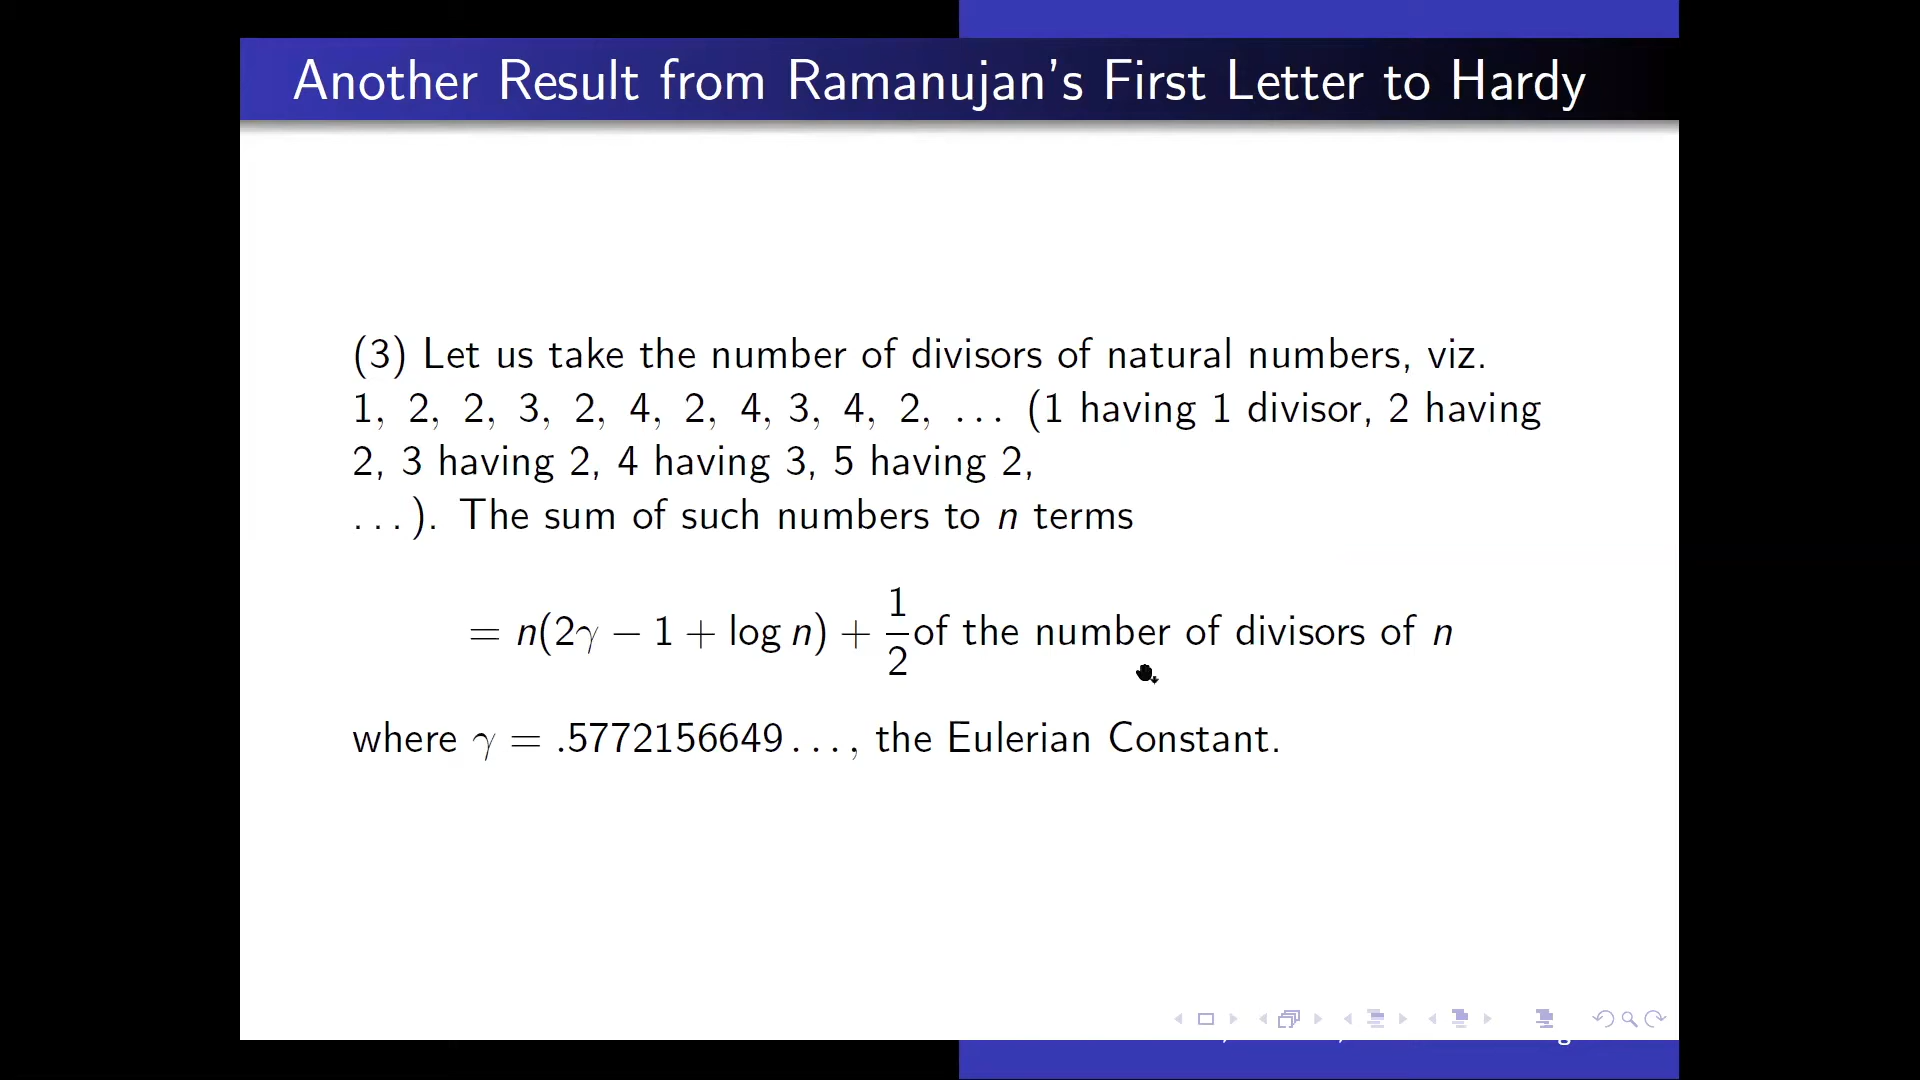 Another Result from Ramanujan's First Letter to Hardy
(3) Let us take the number of divisors of natural numbers, viz.
1, 2, 2, 3, 2, 4, 2, 4, 3, 4, 2, ... (1 having 1 divisor, 2 having
2, 3 having 2, 4 having 3, 5 having 2,
...). The sum of such numbers to n terms
= n(2γ − 1 + log n) + 1/2 of the number of divisors of n
where γ = .5772156649..., the Eulerian Constant.